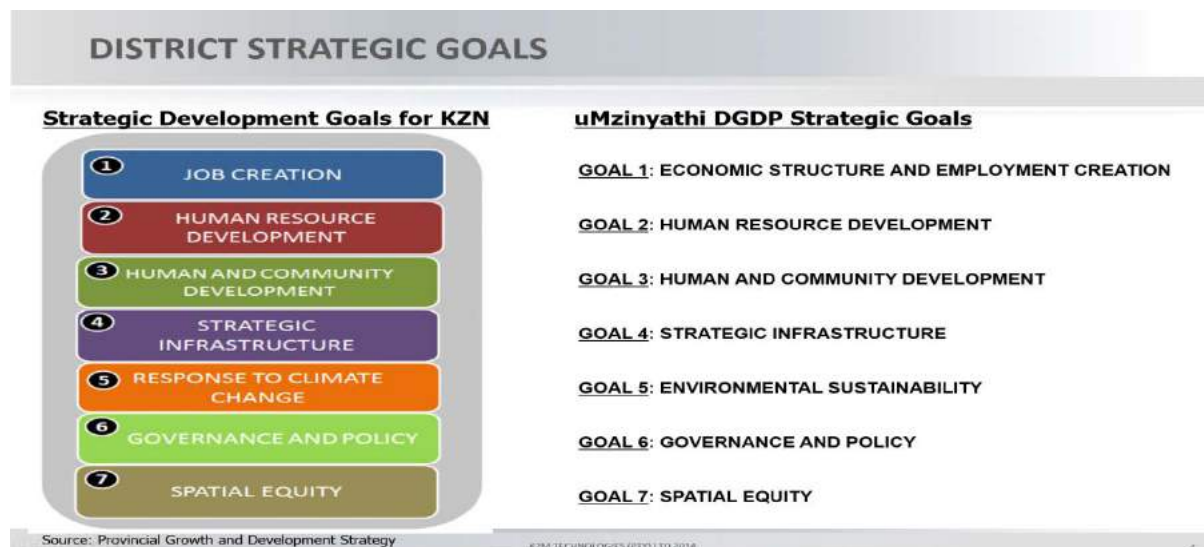 DISTRICT STRATEGIC GOALS
Strategic Development Goals for KZN
1 JOB CREATION
2 HUMAN RESOURCE
DEVELOPMENT
3 HUMAN AND COMMUNITY
DEVELOPMENT
4 STRATEGIC
INFRASTRUCTURE
5 RESPONSE TO CLIMATE
CHANGE
6 GOVERNANCE AND POLICY
7 SPATIAL EQUITY
Source: Provincial Growth and Development Strategy
uMzinyathi DGDP Strategic Goals
GOAL 1: ECONOMIC STRUCTURE AND EMPLOYMENT CREATION
GOAL 2: HUMAN RESOURCE DEVELOPMENT
GOAL 3: HUMAN AND COMMUNITY DEVELOPMENT
GOAL 4: STRATEGIC INFRASTRUCTURE
GOAL 5: ENVIRONMENTAL SUSTAINABILITY
GOAL 6: GOVERNANCE AND POLICY
GOAL 7: SPATIAL EQUITY